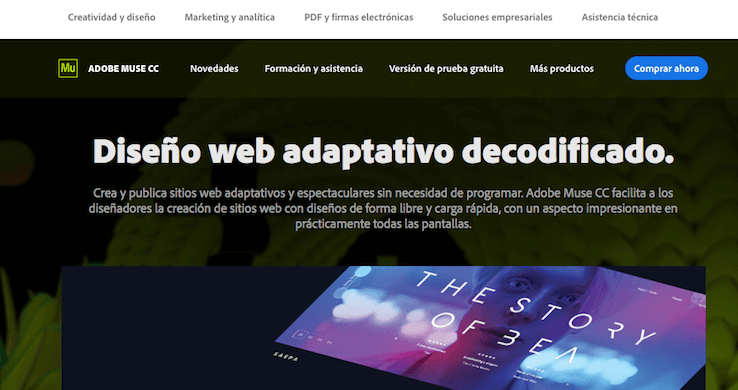 Creatividad y diseño Marketing y analítica PDF y firmas electrónicas Soluciones empresariales Asistencia técnica
Mu ADOBE MUSE CC Novedades Formación y asistencia Versión de prueba gratuita Más productos Comprar ahora
Diseño web adaptativo decodificado.
Crea y publica sitios web adaptativos y espectaculares sin necesidad de programar. Adobe Muse CC facilita a los
diseñadores la creación de sitios web con diseños de forma libre y carga rápida, con un aspecto impresionante en
prácticamente todas las pantallas.
THE STORY
OF BEA
SAEPA